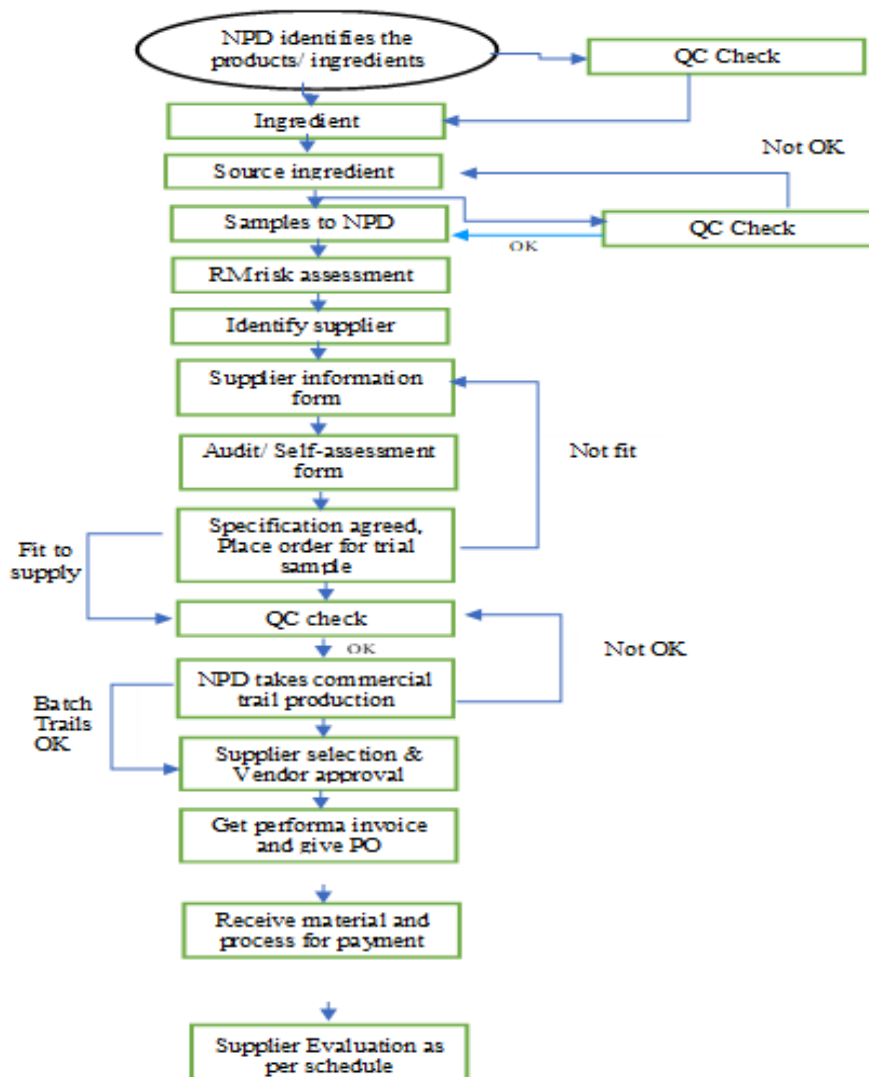 NPD identifies the
products/ ingredients
QC Check
Ingredient
Not OK
Source ingredient
Samples to NPD
QC Check
OK
RM risk assessment
Identify supplier
Supplier information
form
Audit/ Self-assessment
form
Not fit
Specification agreed,
Place order for trial
sample
Fit to
supply
QC check
OK
Not OK
NPD takes commercial
trail production
Batch
Trails
OK
Supplier selection &
Vendor approval
Get performa invoice
and give PO
Receive material and
process for payment
Supplier Evaluation as
per schedule